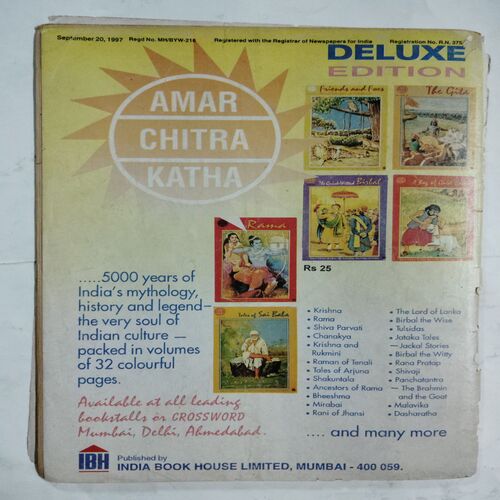 September 20, 1997 Regd No. MH/BYW-218 Registered with the Registrar of Newspapers for India Registration No. R.N. 375
DELUXE
EDITION
AMAR
CHITRA
KATHA
Friends and Foes
The Gita
The Quick Witted Birbal
Rama
Rs 25
Tales of Sai Baba
.....5000 years of
India's mythology,
history and legend—
the very soul of
Indian culture —
packed in volumes
of 32 colourful
pages.
Available at all leading
bookstalls or CROSSWORD
Mumbai, Delhi, Ahmedabad.
• Krishna
• Rama
• Shiva Parvati
• Chanakya
• Krishna and
Rukmini
• Raman of Tenali
• Tales of Arjuna
• Shakuntala
• Ancestors of Rama
• Bheeshma
• Mirabai
• Rani of Jhansi
• The Lord of Lanka
• Birbal the Wise
• Tulsidas
• Jataka Tales
— Jackal Stories
• Birbal the Witty
• Rana Pratap
• Shivaji
• Panchatantra
— The Brahmin
and the Goat
• Malavika
• Dasharatha
.... and many more
IBH
Published by
INDIA BOOK HOUSE LIMITED, MUMBAI - 400 059.